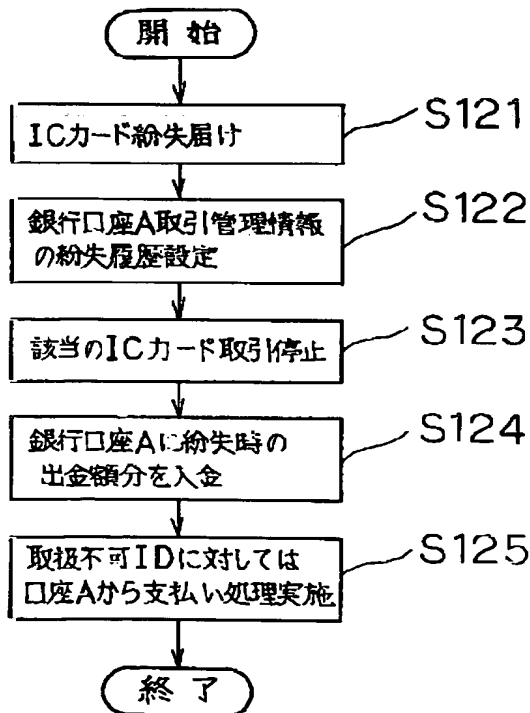 開始
ICカード紛失届け
S121
銀行口座A取引管理情報
の紛失履歴設定
S122
該当のICカード取引停止
S123
銀行口座Aに紛失時の
出金額分を入金
S124
取扱不可IDに対しては
口座Aから支払い処理実施
S125
終了